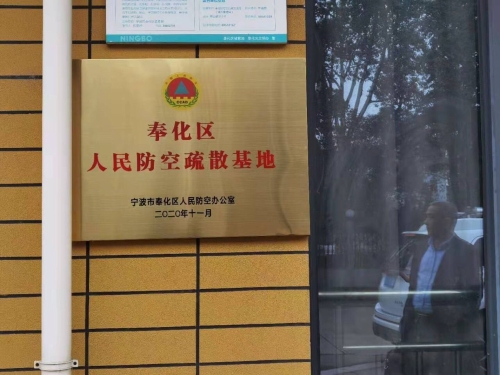 NINGBO
奉化区
人民防空疏散基地
宁波市奉化区人民防空办公室
二〇二〇年十一月